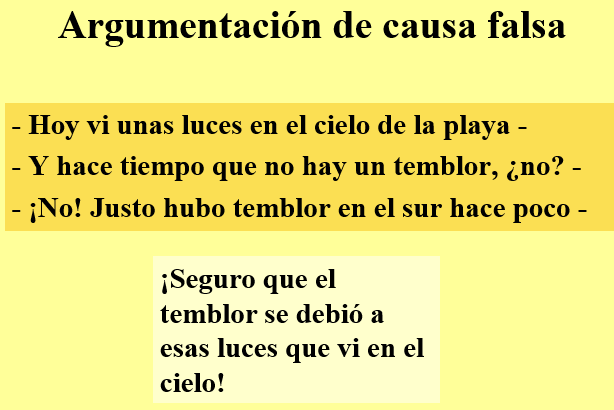 Argumentación de causa falsa
- Hoy vi unas luces en el cielo de la playa -
- Y hace tiempo que no hay un temblor, ¿no? -
- ¡No! Justo hubo temblor en el sur hace poco -
¡Seguro que el
temblor se debió a
esas luces que vi en el
cielo!